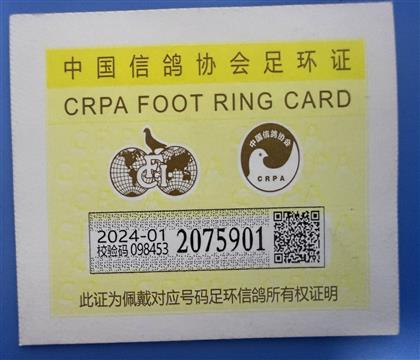 中国信鸽协会足环证
CRPA FOOT RING CARD
FCI
中国信鸽协会
CRPA
2024-01
校验码 098453
2075901
此证为佩戴对应号码足环信鸽所有权证明